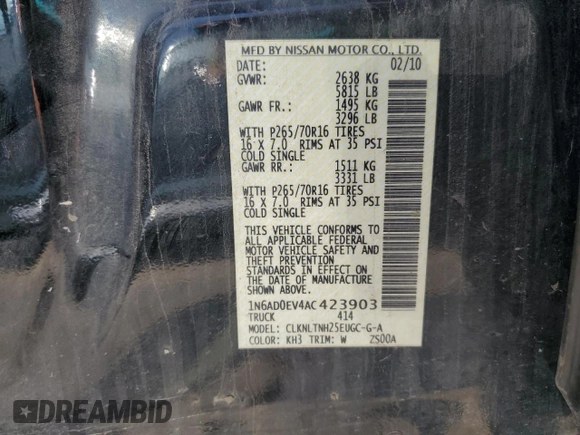 MFD BY NISSAN MOTOR CO., LTD.
DATE: 02/10
GVWR: 2638 KG
5815 LB
GAWR FR.: 1495 KG
3296 LB
WITH P265/70R16 TIRES
16 X 7.0 RIMS AT 35 PSI
COLD SINGLE
GAWR RR.: 1511 KG
3331 LB
WITH P265/70R16 TIRES
16 X 7.0 RIMS AT 35 PSI
COLD SINGLE
THIS VEHICLE CONFORMS TO
ALL APPLICABLE FEDERAL
MOTOR VEHICLE SAFETY AND
THEFT PREVENTION
STANDARDS IN EFFECT ON
THE DATE OF MANUFACTURE
SHOWN ABOVE.
1N6AD0EV4AC423903
TRUCK 414
MODEL: CLKNLTNH25EUGC-G-A
COLOR: KH3 TRIM: W ZS00A
DREAMBID